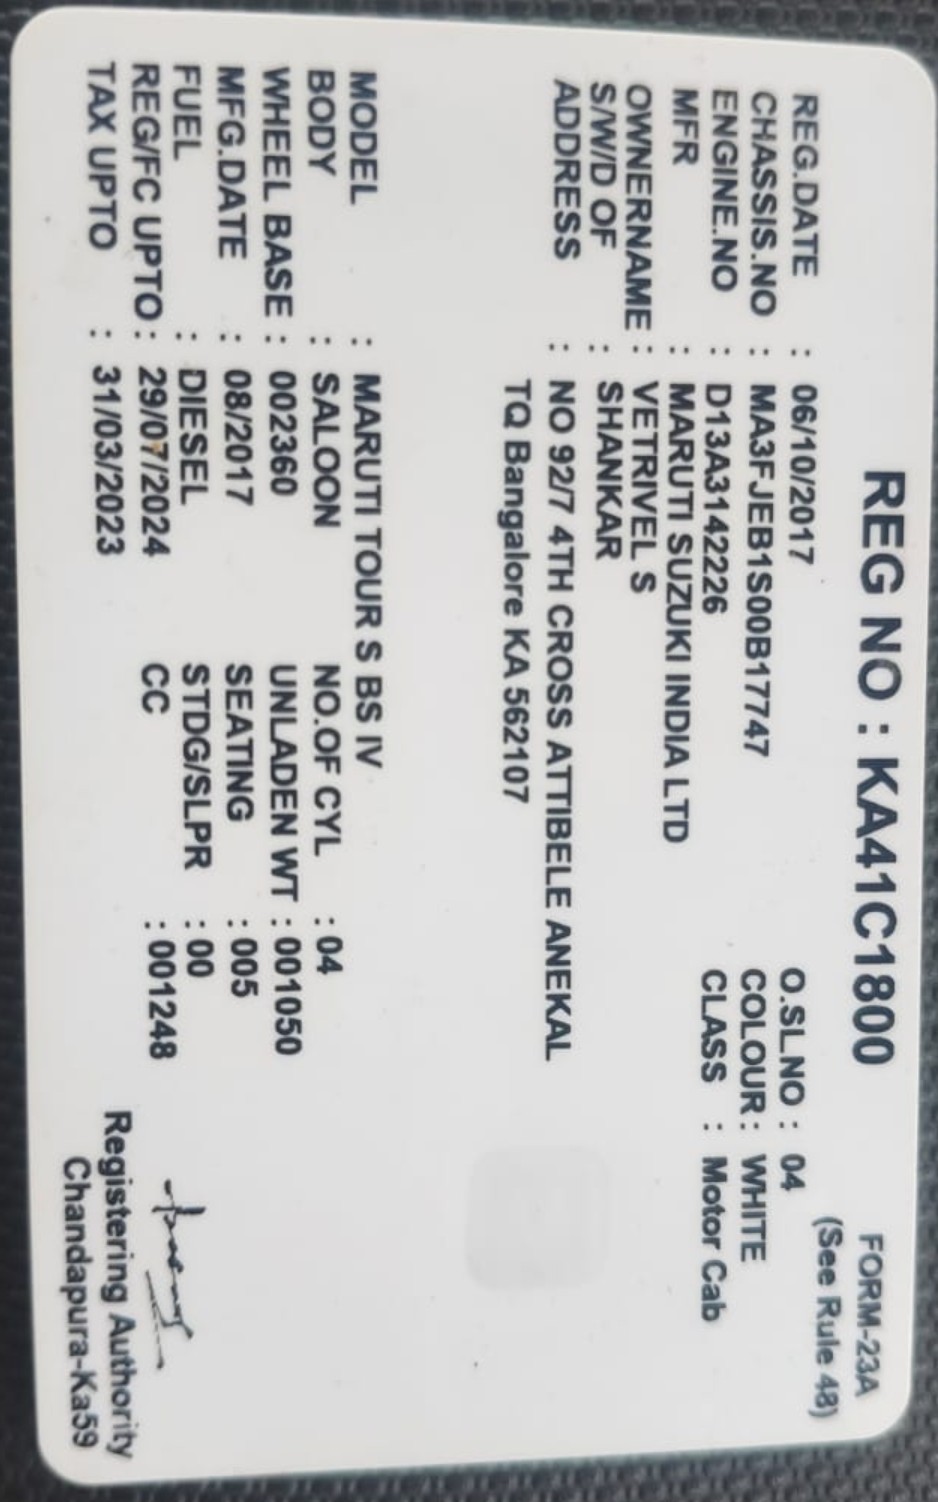 FORM-23A
REG NO : KA41C1800 (See Rule 48)
REG.DATE : 06/10/2017 O.SL.NO : 04
CHASSIS.NO : MA3FJEB1S00B17747 COLOUR : WHITE
ENGINE.NO : D13A3142226 CLASS : Motor Cab
MFR : MARUTI SUZUKI INDIA LTD
OWNERNAME : VETRIVEL S
S/W/D OF : SHANKAR
ADDRESS : NO 92/7 4TH CROSS ATTIBELE ANEKAL
TQ Bangalore KA 562107
MODEL : MARUTI TOUR S BS IV
BODY : SALOON NO.OF CYL : 04
WHEEL BASE : 002360 UNLADEN WT : 001050
MFG.DATE : 08/2017 SEATING : 005
FUEL : DIESEL STDG/SLPR : 00
REG/FC UPTO : 29/07/2024 CC : 001248
TAX UPTO : 31/03/2023
Registering Authority
Chandapura-Ka59